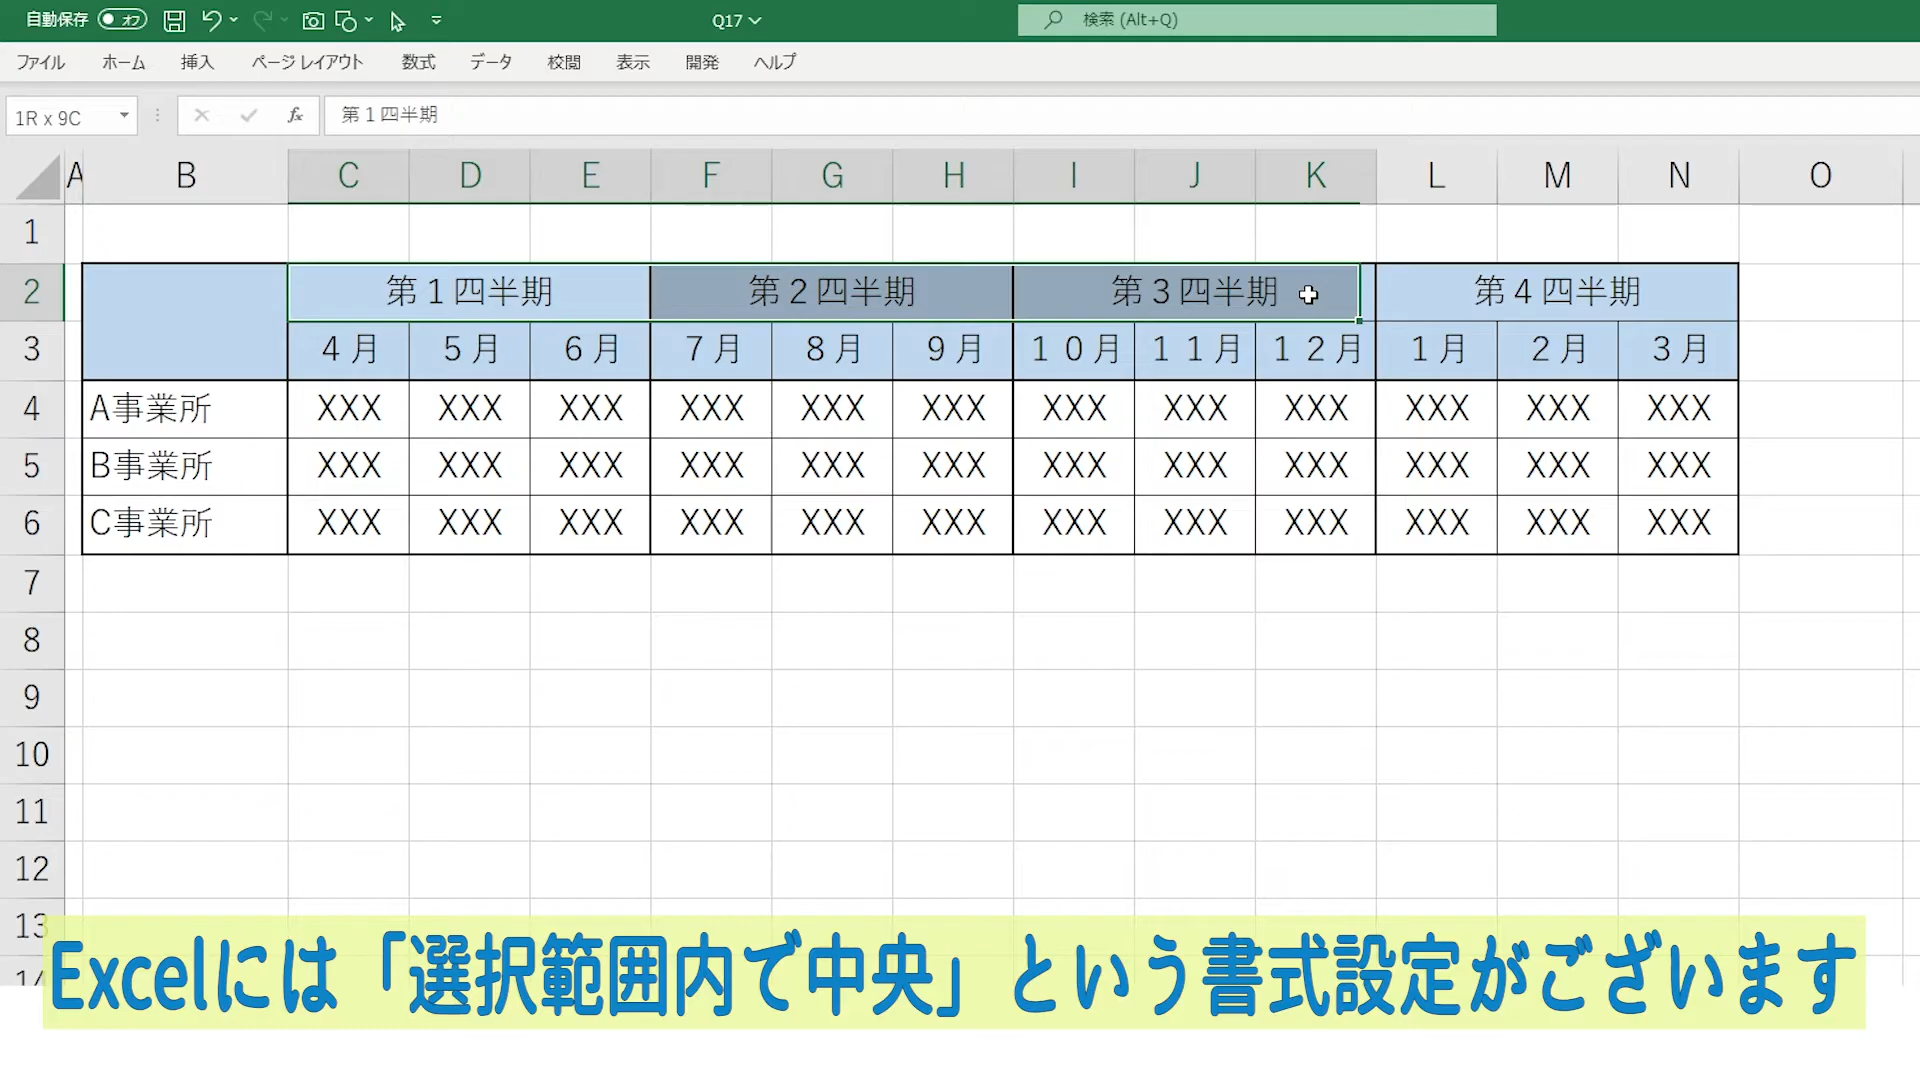 自動保存 オフ Q17 検索 (Alt+Q)
ファイル ホーム 挿入 ページ レイアウト 数式 データ 校閲 表示 開発 ヘルプ
1R x 9C fx 第１四半期
A B C D E F G H I J K L M N O
1
2 第１四半期 第２四半期 第３四半期 第４四半期
3 ４月 ５月 ６月 ７月 ８月 ９月 １０月 １１月 １２月 １月 ２月 ３月
4 A事業所 XXX XXX XXX XXX XXX XXX XXX XXX XXX XXX XXX XXX
5 B事業所 XXX XXX XXX XXX XXX XXX XXX XXX XXX XXX XXX XXX
6 C事業所 XXX XXX XXX XXX XXX XXX XXX XXX XXX XXX XXX XXX
7
8
9
10
11
12
13
14
Excelには「選択範囲内で中央」という書式設定がございます